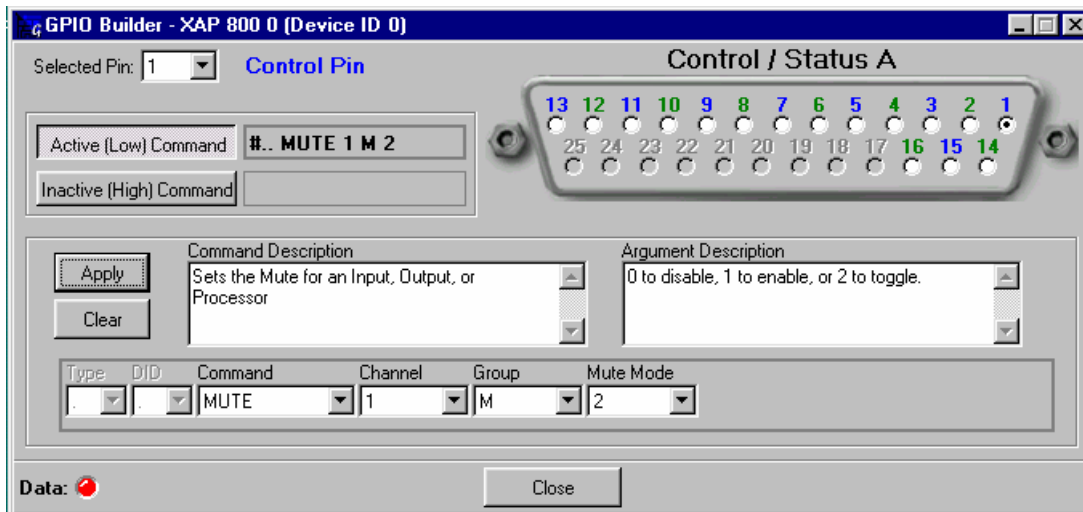 GPIO Builder - XAP 800 0 (Device ID 0)
Selected Pin: 1 Control Pin
Control / Status A
13 12 11 10 9 8 7 6 5 4 3 2 1
25 24 23 22 21 20 19 18 17 16 15 14
Active (Low) Command #.. MUTE 1 M 2
Inactive (High) Command
Apply
Clear
Command Description
Sets the Mute for an Input, Output, or
Processor
Argument Description
0 to disable, 1 to enable, or 2 to toggle.
Type DID Command Channel Group Mute Mode
. . MUTE 1 M 2
Data: Close